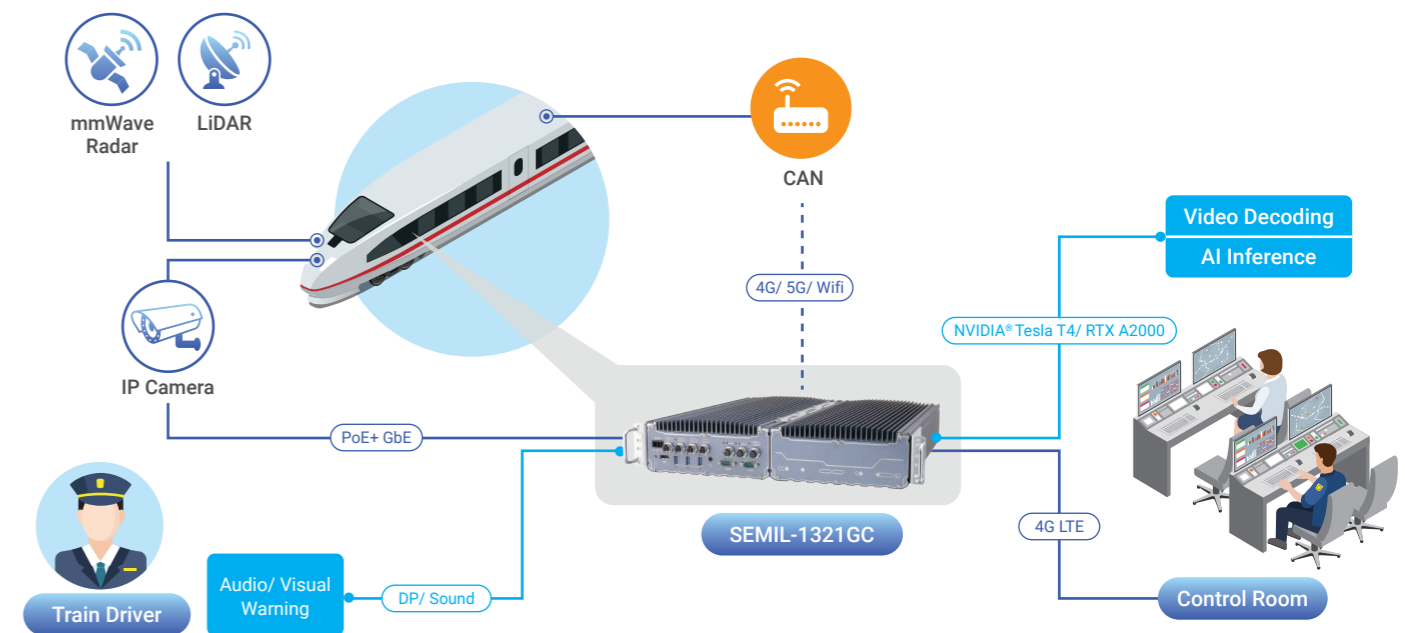 mmWave
Radar
LiDAR
CAN
Video Decoding
AI Inference
4G/ 5G/ Wifi
NVIDIA® Tesla T4/ RTX A2000
IP Camera
PoE+ GbE
SEMIL-1321GC
4G LTE
Audio/ Visual
Warning
DP/ Sound
Train Driver
Control Room